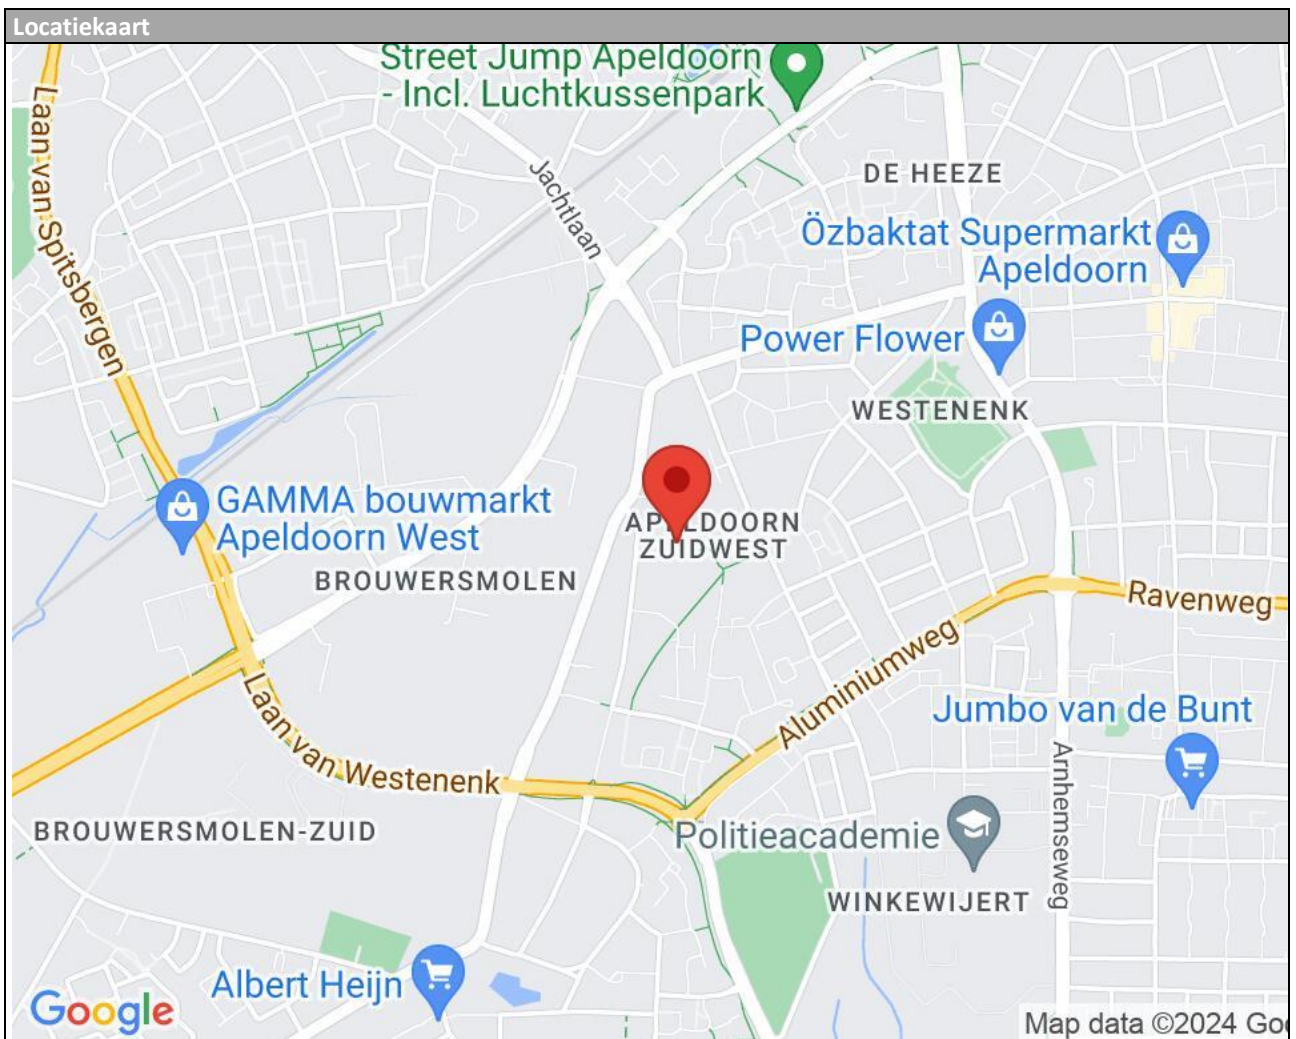 Locatiekaart
Street Jump Apeldoorn
- Incl. Luchtkussenpark
Laan van Spitsbergen
Jachtlaan
DE HEEZE
Özbaktat Supermarkt
Apeldoorn
Power Flower
WESTENENK
GAMMA bouwmarkt
Apeldoorn West
APELDOORN
ZUIDWEST
BROUWERSMOLEN
Ravenweg
Aluminiumweg
Laan van Westenenk
Jumbo van de Bunt
Arnhemseweg
BROUWERSMOLEN-ZUID
Politieacademie
WINKEWIJERT
Albert Heijn
Google
Map data ©2024 Goo